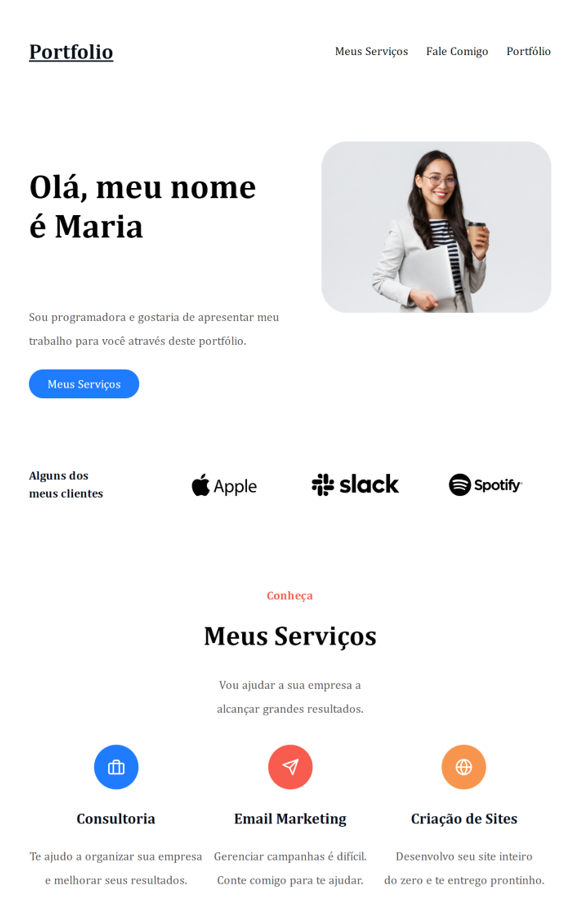 Portfolio
Meus Serviços Fale Comigo Portfólio
Olá, meu nome
é Maria
Sou programadora e gostaria de apresentar meu
trabalho para você através deste portfólio.
Meus Serviços
Alguns dos
meus clientes
Apple
slack
Spotify
Conheça
Meus Serviços
Vou ajudar a sua empresa a
alcançar grandes resultados.
Consultoria
Te ajudo a organizar sua empresa
e melhorar seus resultados.
Email Marketing
Gerenciar campanhas é difícil.
Conte comigo para te ajudar.
Criação de Sites
Desenvolvo seu site inteiro
do zero e te entrego prontinho.